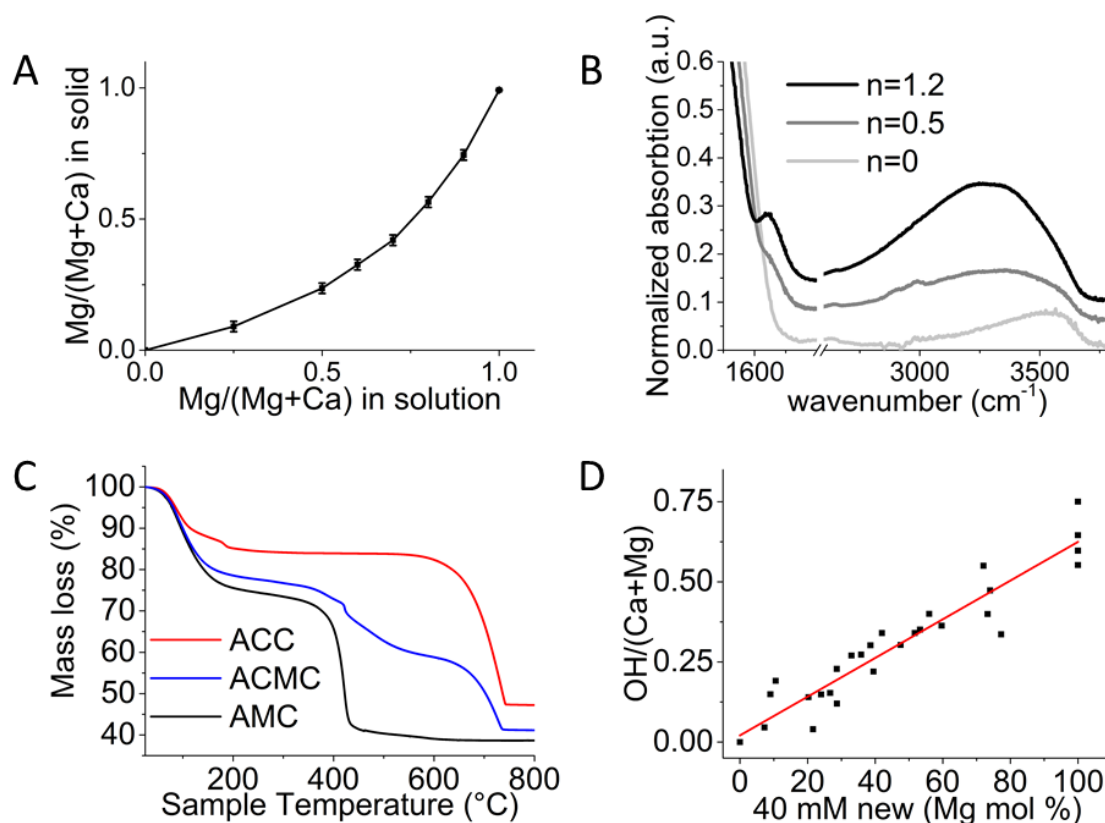 A
Mg/(Mg+Ca) in solid
1.0
0.5
0.0
0.0
0.5
1.0
Mg/(Mg+Ca) in solution
B
Normalized absorbtion (a.u.)
0.6
0.5
0.4
0.3
0.2
0.1
0.0
n=1.2
n=0.5
n=0
1600
3000
3500
wavenumber (cm⁻¹)
C
Mass loss (%)
100
90
80
70
60
50
40
ACC
ACMC
AMC
200
400
600
800
Sample Temperature (°C)
D
OH/(Ca+Mg)
0.75
0.50
0.25
0.00
0
20
40
60
80
100
40 mM new (Mg mol %)